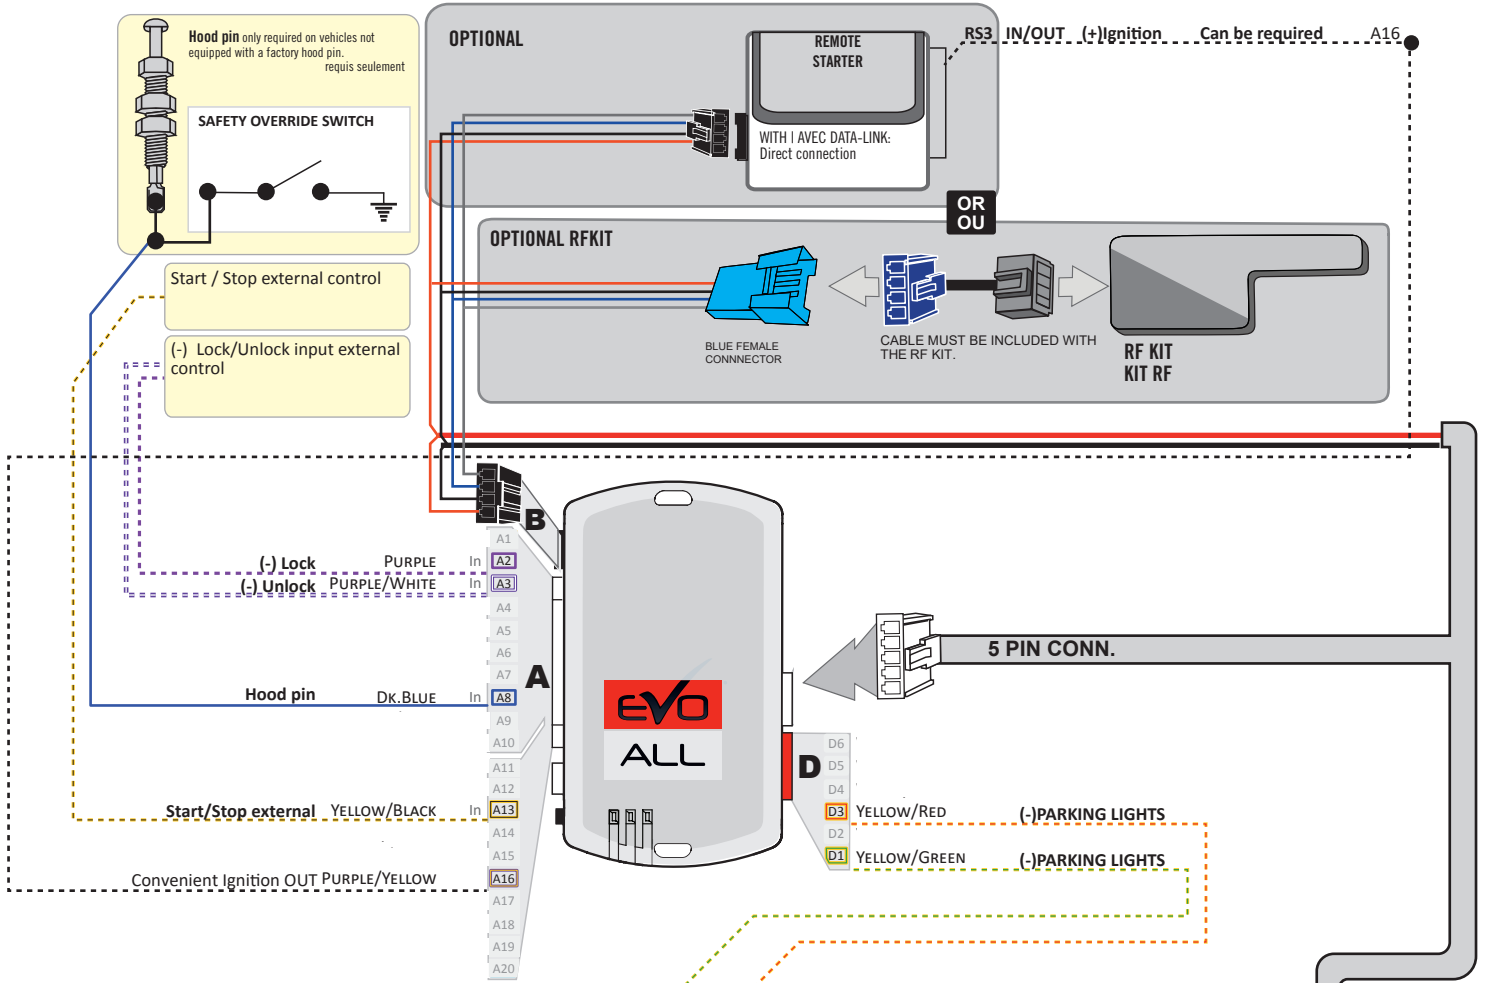 Hood pin only required on vehicles not
equipped with a factory hood pin.
requis seulement
SAFETY OVERRIDE SWITCH
OPTIONAL
REMOTE
STARTER
WITH | AVEC DATA-LINK:
Direct connection
RS3 IN/OUT (+)Ignition Can be required A16
OR
OU
Start / Stop external control
(-) Lock/Unlock input external
control
OPTIONAL RFKIT
BLUE FEMALE
CONNNECTOR
CABLE MUST BE INCLUDED WITH
THE RF KIT.
RF KIT
KIT RF
B
A1
(-) Lock PURPLE In A2
(-) Unlock PURPLE/WHITE In A3
A4
A5
A6
A7
A
Hood pin DK.BLUE In A8
A9
A10
A11
A12
Start/Stop external YELLOW/BLACK In A13
A14
A15
Convenient Ignition OUT PURPLE/YELLOW A16
A17
A18
A19
A20
EVO
ALL
5 PIN CONN.
D
D6
D5
D4
D3 YELLOW/RED (-)PARKING LIGHTS
D2
D1 YELLOW/GREEN (-)PARKING LIGHTS